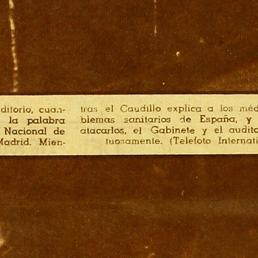 ditorio, cuan-
la palabra
Nacional de
Madrid. Mien-
tras el Caudillo explica a los méd
blemas sanitarios de España, y
atacarlos, el Gabinete y el audito
tuosamente. (Telefoto Internati